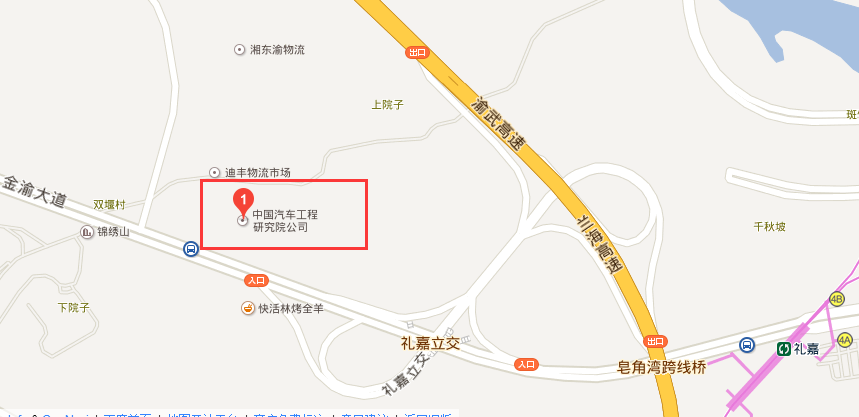 湘东渝物流
出口
上院子
渝武高速
迪丰物流市场
金渝大道
双堰村
1
中国汽车工程
研究院公司
锦绣山
兰海高速
千秋坡
入口
下院子
快活林烤全羊
4B
礼嘉立交
出口
礼嘉
4A
入口
皂角湾跨线桥
礼嘉立交